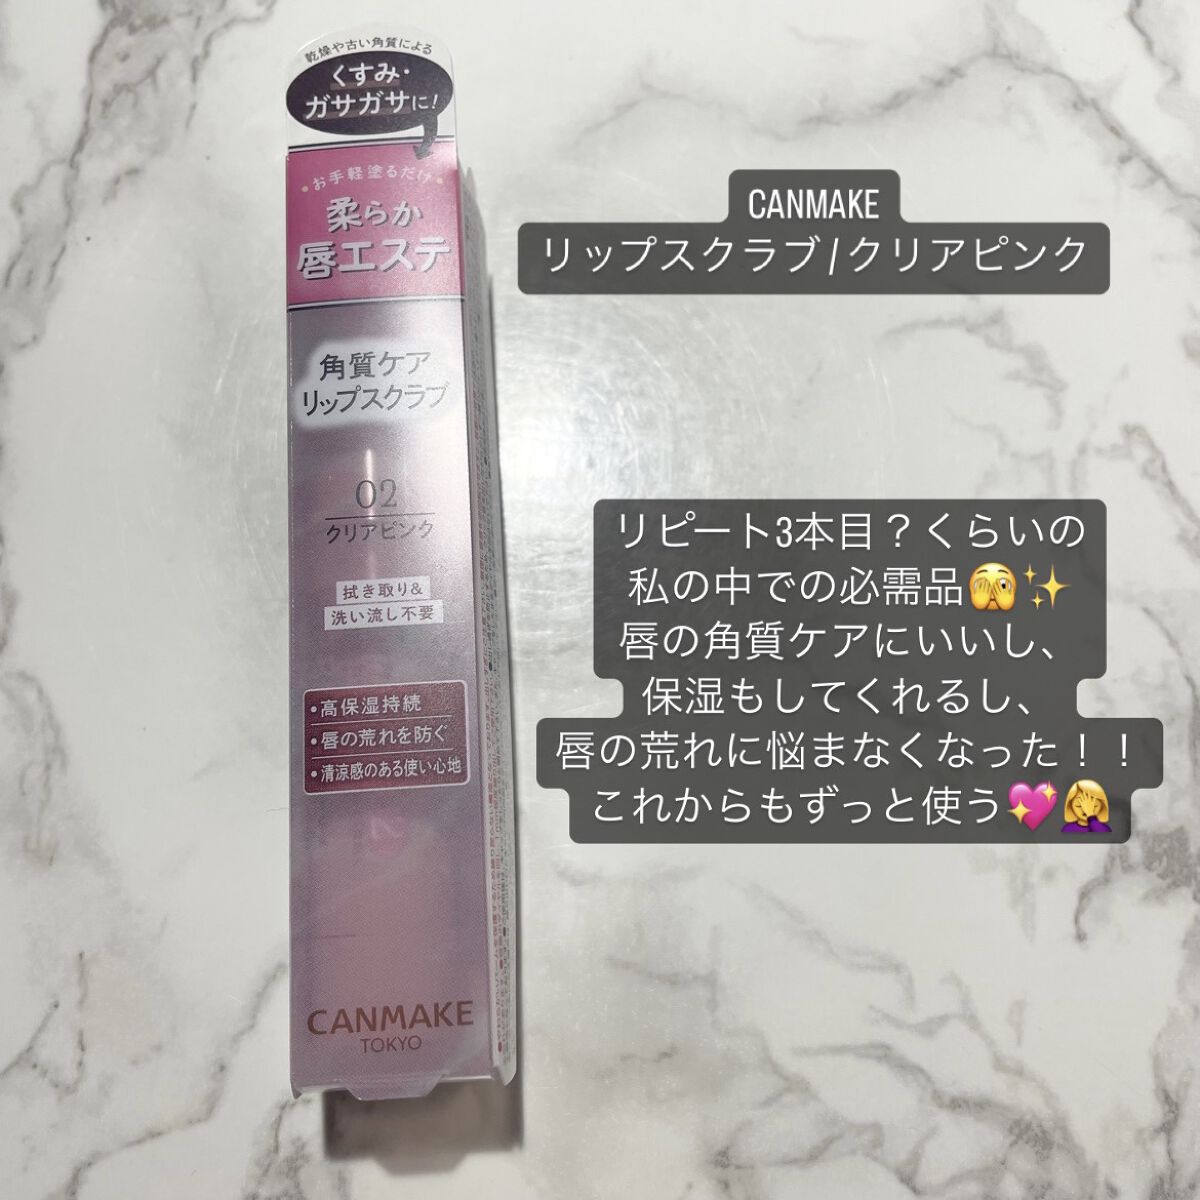 乾燥や古い角質による
くすみ・
ガサガサに!
お手軽塗るだけ
柔らか
唇エステ
角質ケア
リップスクラブ
02
クリアピンク
拭き取り&
洗い流し不要
・高保湿持続
・唇の荒れを防ぐ
・清涼感のある使い心地
CANMAKE
TOKYO
CANMAKE
リップスクラブ/クリアピンク
リピート3本目？くらいの
私の中での必需品🫣✨
唇の角質ケアにいいし、
保湿もしてくれるし、
唇の荒れに悩まなくなった！！
これからもずっと使う💖🤦‍♀️